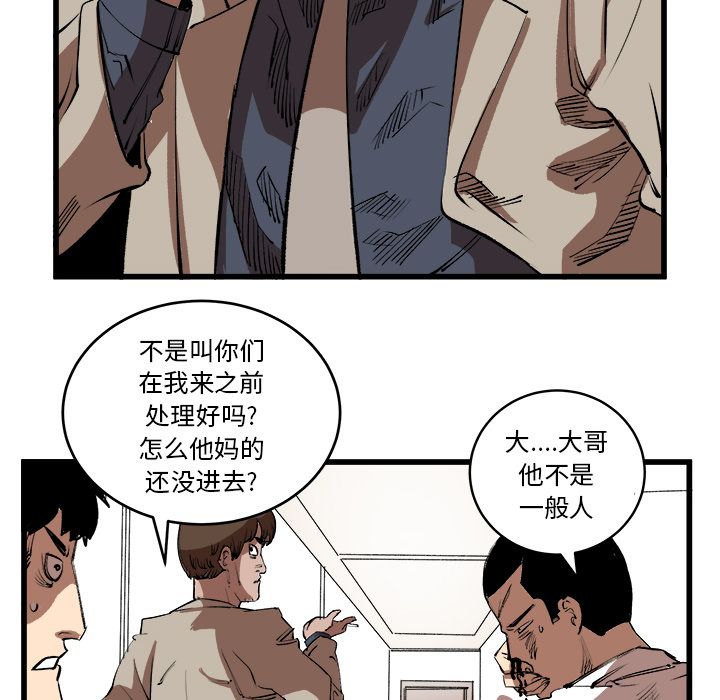 不是叫你们
在我来之前
处理好吗?
怎么他妈的
还没进去?
大....大哥
他不是
一般人